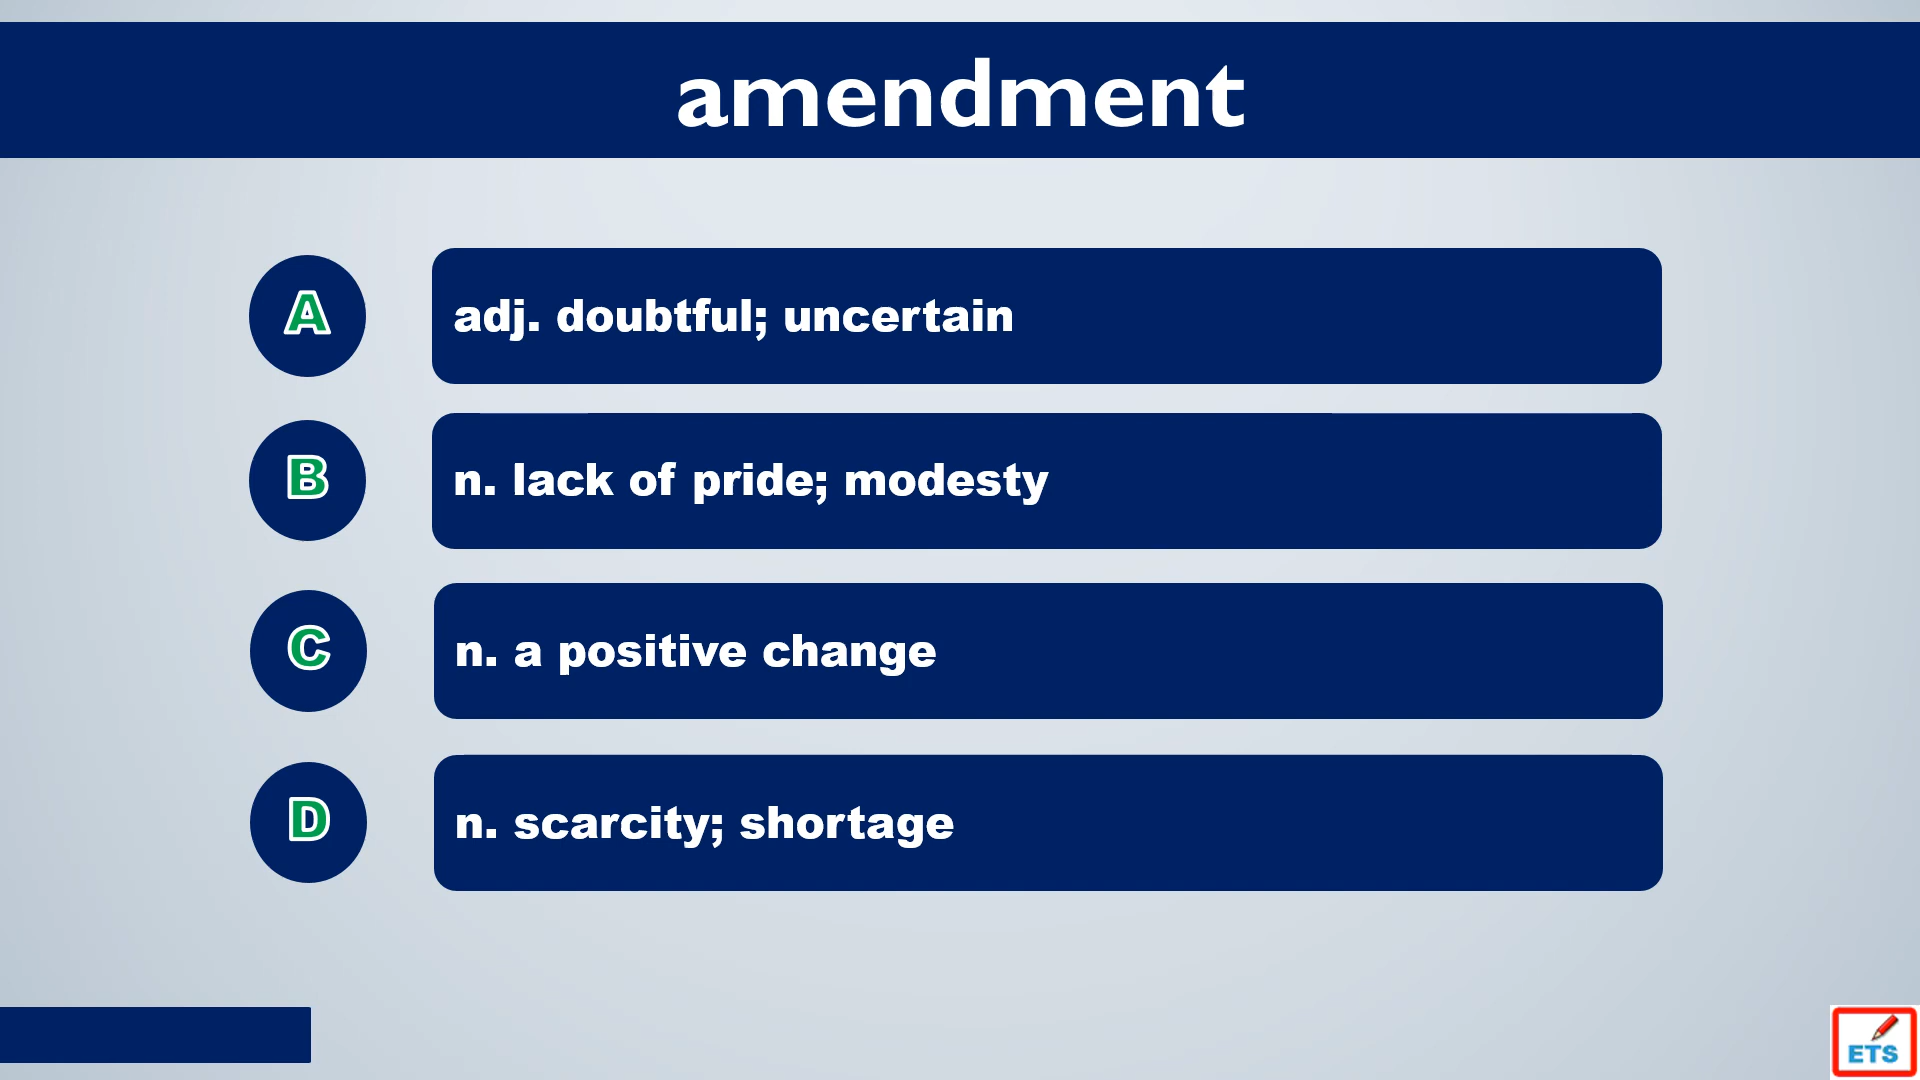 amendment
A
adj. doubtful; uncertain
B
n. lack of pride; modesty
C
n. a positive change
D
n. scarcity; shortage
ETS